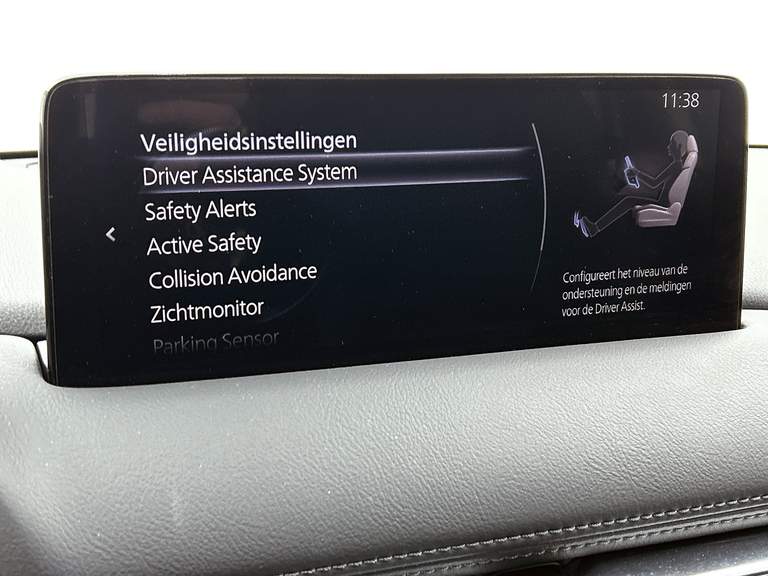 11:38
Veiligheidsinstellingen
Driver Assistance System
Safety Alerts
Active Safety
Collision Avoidance
Zichtmonitor
Parking Sensor
Configureert het niveau van de
ondersteuning en de meldingen
voor de Driver Assist.